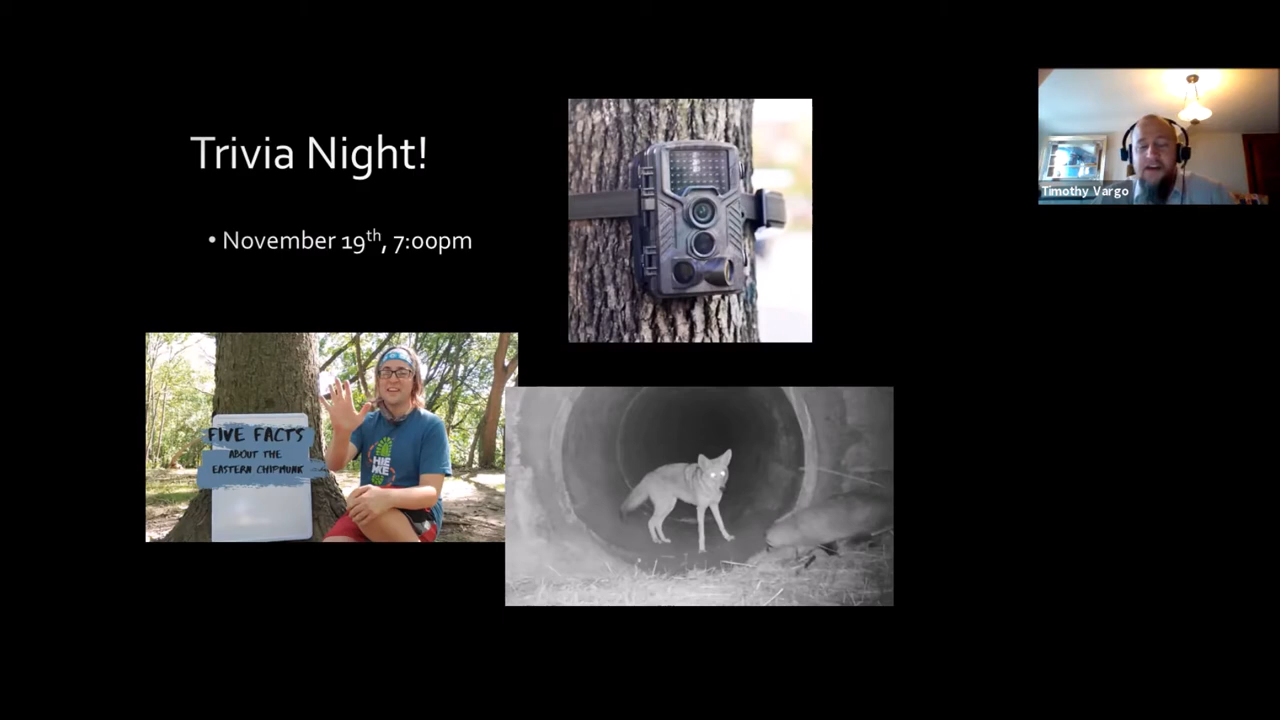 Trivia Night!
• November 19th, 7:00pm
Timothy Vargo
FIVE FACTS
ABOUT THE
EASTERN CHIPMUNK